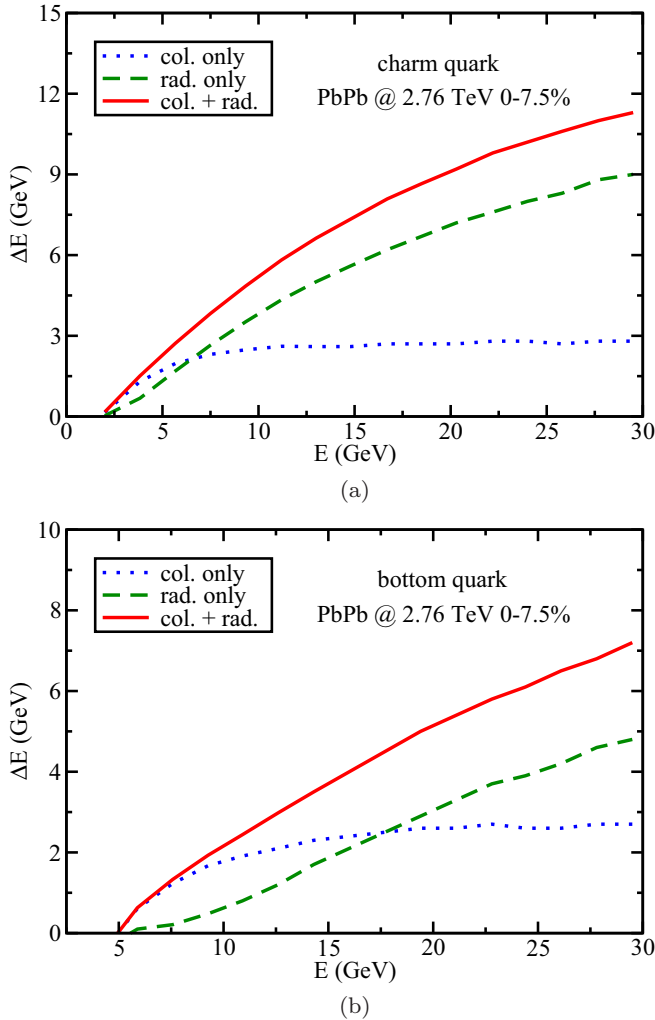 15
12
9
6
3
0
ΔE (GeV)
col. only
rad. only
col. + rad.
charm quark
PbPb @ 2.76 TeV 0-7.5%
0 5 10 15 20 25 30
E (GeV)
(a)
10
8
6
4
2
0
ΔE (GeV)
col. only
rad. only
col. + rad.
bottom quark
PbPb @ 2.76 TeV 0-7.5%
5 10 15 20 25 30
E (GeV)
(b)